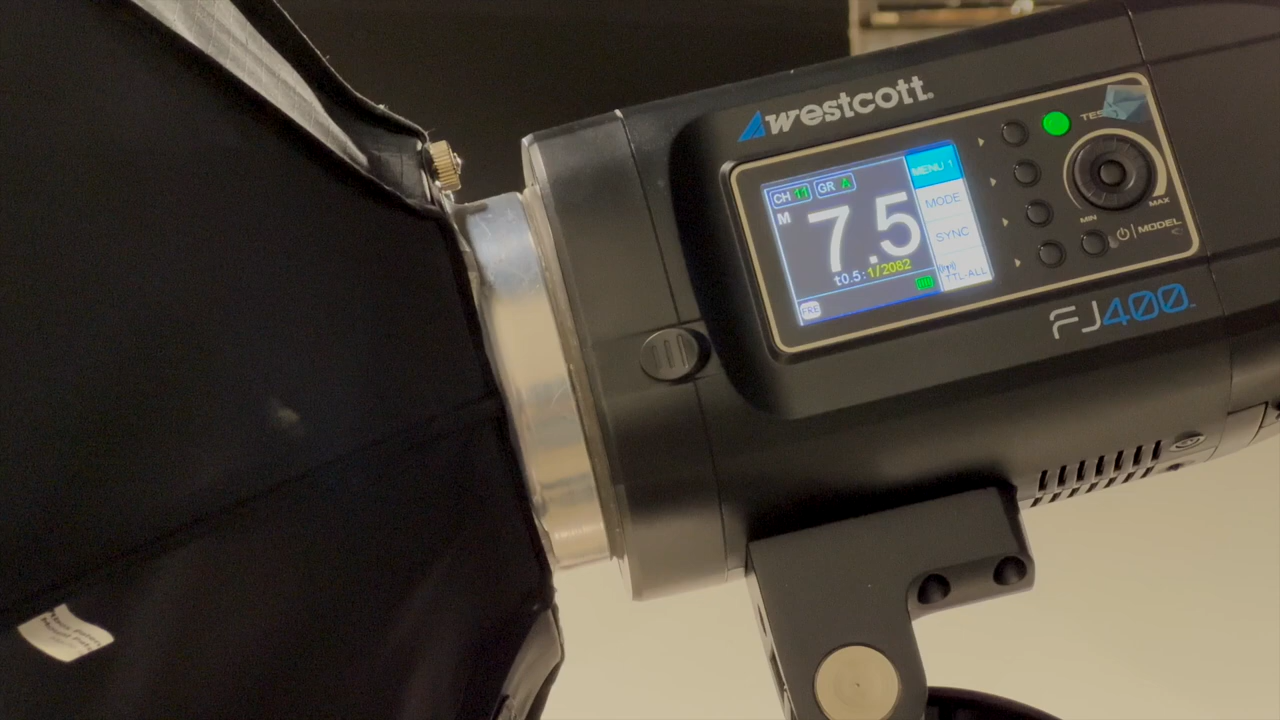 westcott
CH 11 GR A
MENU 1
M
7.5
MODE
SYNC
t0.5:1/2082
TTL-ALL
FRE
MIN
MAX
MODEL
FJ400